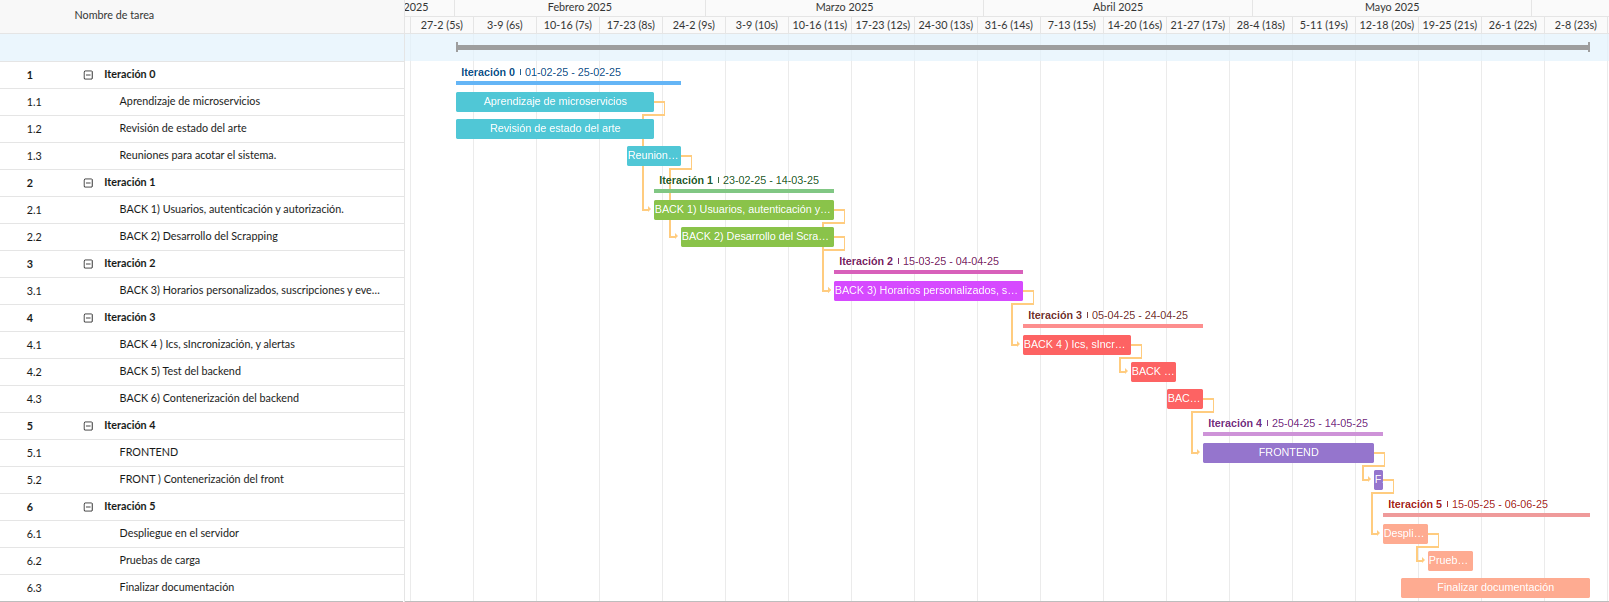 Nombre de tarea
2025 Febrero 2025 Marzo 2025 Abril 2025 Mayo 2025
27-2 (5s) 3-9 (6s) 10-16 (7s) 17-23 (8s) 24-2 (9s) 3-9 (10s) 10-16 (11s) 17-23 (12s) 24-30 (13s) 31-6 (14s) 7-13 (15s) 14-20 (16s) 21-27 (17s) 28-4 (18s) 5-11 (19s) 12-18 (20s) 19-25 (21s) 26-1 (22s) 2-8 (23s)
1 Iteración 0 Iteración 0 01-02-25 - 25-02-25
1.1 Aprendizaje de microservicios Aprendizaje de microservicios
1.2 Revisión de estado del arte Revisión de estado del arte
1.3 Reuniones para acotar el sistema. Reunion...
2 Iteración 1 Iteración 1 23-02-25 - 14-03-25
2.1 BACK 1) Usuarios, autenticación y autorización. BACK 1) Usuarios, autenticación y...
2.2 BACK 2) Desarrollo del Scrapping BACK 2) Desarrollo del Scra...
3 Iteración 2 Iteración 2 15-03-25 - 04-04-25
3.1 BACK 3) Horarios personalizados, suscripciones y eve... BACK 3) Horarios personalizados, s...
4 Iteración 3 Iteración 3 05-04-25 - 24-04-25
4.1 BACK 4 ) Ics, sIncronización, y alertas BACK 4 ) Ics, sIncr...
4.2 BACK 5) Test del backend BACK ...
4.3 BACK 6) Contenerización del backend BAC...
5 Iteración 4 Iteración 4 25-04-25 - 14-05-25
5.1 FRONTEND FRONTEND
5.2 FRONT ) Contenerización del front F
6 Iteración 5 Iteración 5 15-05-25 - 06-06-25
6.1 Despliegue en el servidor Despli...
6.2 Pruebas de carga Prueb...
6.3 Finalizar documentación Finalizar documentación